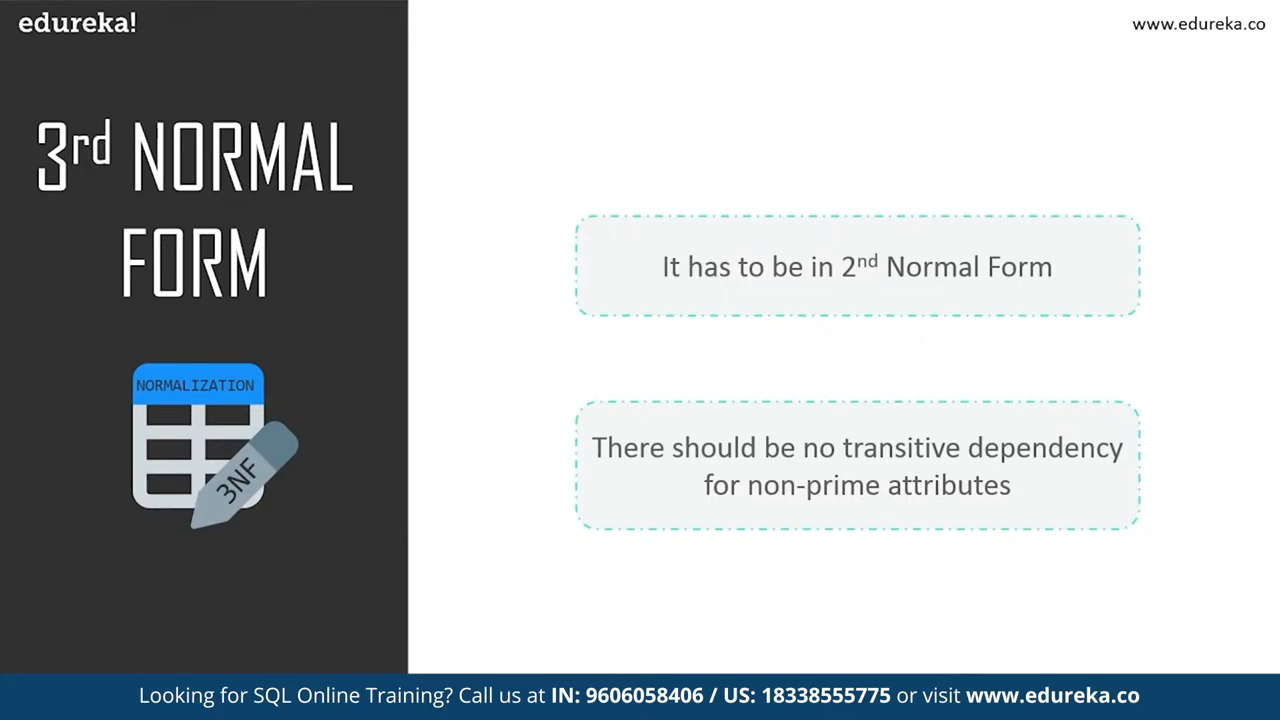 edureka!
www.edureka.co
3rd NORMAL
FORM
NORMALIZATION
3NF
It has to be in 2nd Normal Form
There should be no transitive dependency
for non-prime attributes
Looking for SQL Online Training? Call us at IN: 9606058406 / US: 18338555775 or visit www.edureka.co